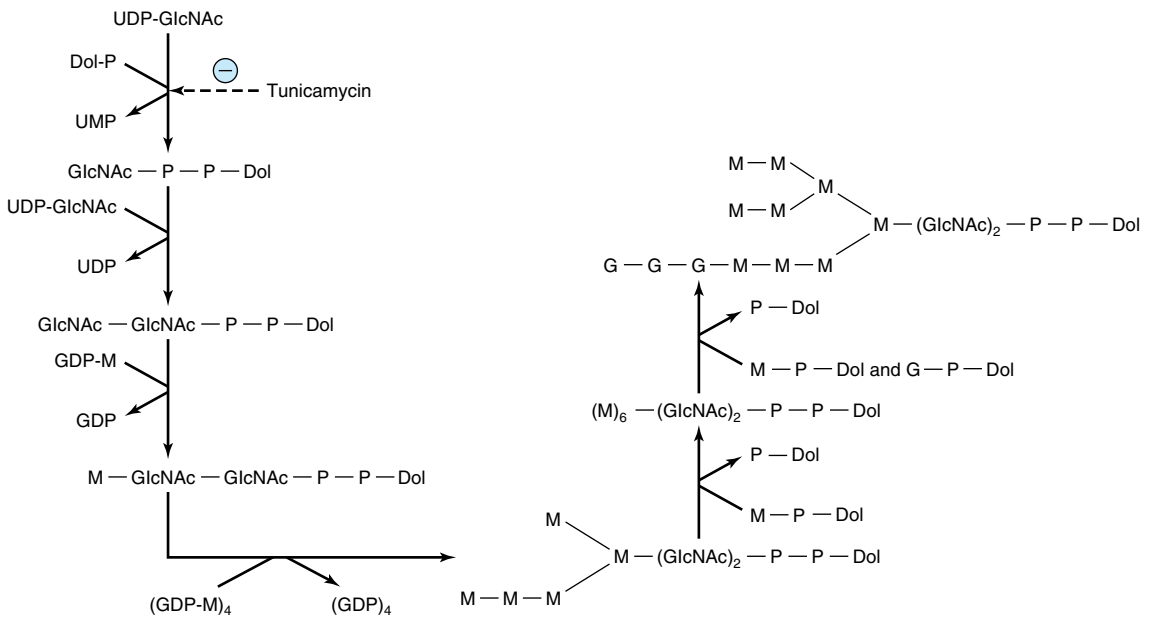 UDP-GlcNAc
Dol-P
−
Tunicamycin
UMP
GlcNAc — P — P — Dol
UDP-GlcNAc
UDP
GlcNAc — GlcNAc — P — P — Dol
GDP-M
GDP
M — GlcNAc — GlcNAc — P — P — Dol
(GDP-M)4
(GDP)4
M
M — (GlcNAc)2 — P — P — Dol
M — M — M
P — Dol
M — P — Dol
(M)6 — (GlcNAc)2 — P — P — Dol
P — Dol
M — P — Dol and G — P — Dol
M — M
M
M — M
M — (GlcNAc)2 — P — P — Dol
G — G — G — M — M — M